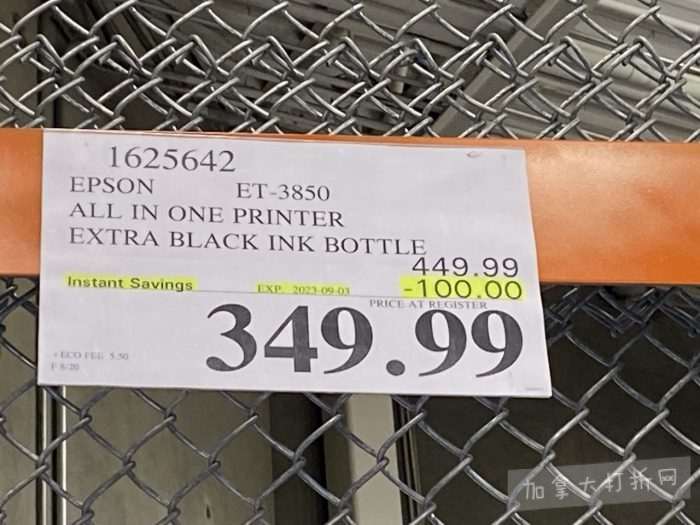 1625642
EPSON ET-3850
ALL IN ONE PRINTER
EXTRA BLACK INK BOTTLE
449.99
Instant Savings EXP. 2023-09-03 -100.00
PRICE AT REGISTER
349.99
+ECO FEE 5.50
F 8/20
加拿大打折网